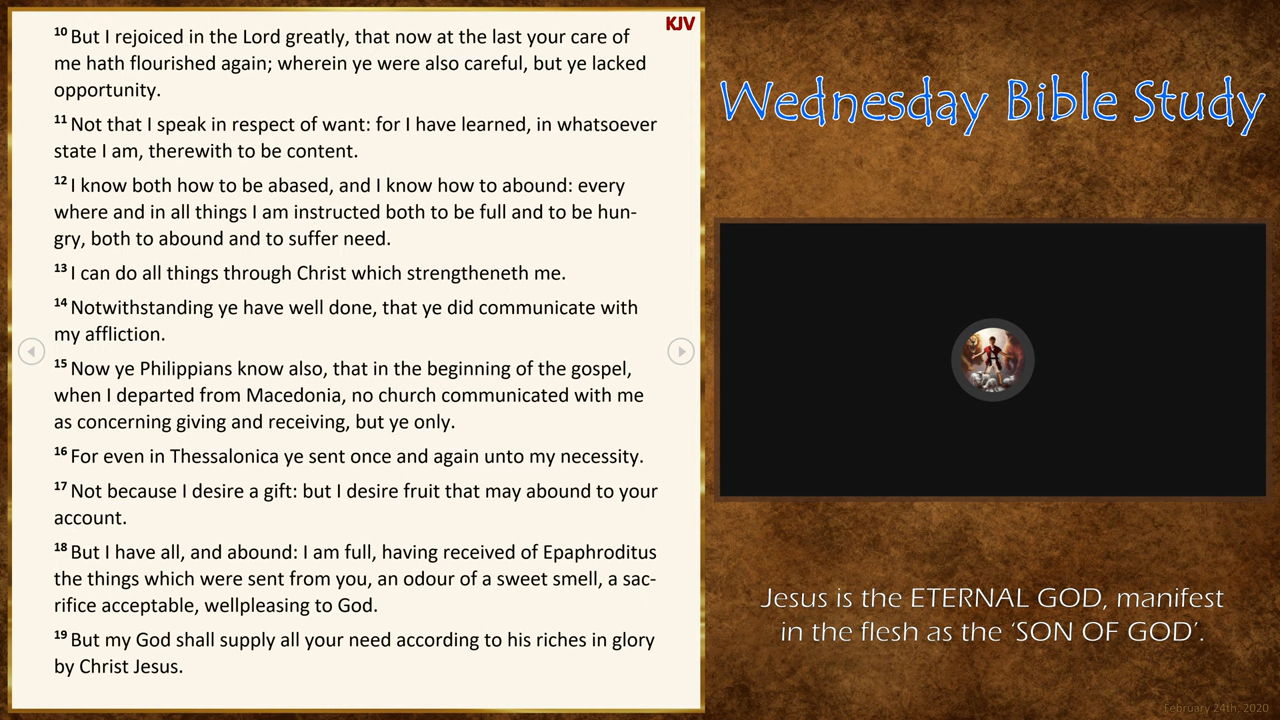 KJV
10 But I rejoiced in the Lord greatly, that now at the last your care of
me hath flourished again; wherein ye were also careful, but ye lacked
opportunity.
11 Not that I speak in respect of want: for I have learned, in whatsoever
state I am, therewith to be content.
12 I know both how to be abased, and I know how to abound: every
where and in all things I am instructed both to be full and to be hun-
gry, both to abound and to suffer need.
13 I can do all things through Christ which strengtheneth me.
14 Notwithstanding ye have well done, that ye did communicate with
my affliction.
15 Now ye Philippians know also, that in the beginning of the gospel,
when I departed from Macedonia, no church communicated with me
as concerning giving and receiving, but ye only.
16 For even in Thessalonica ye sent once and again unto my necessity.
17 Not because I desire a gift: but I desire fruit that may abound to your
account.
18 But I have all, and abound: I am full, having received of Epaphroditus
the things which were sent from you, an odour of a sweet smell, a sac-
rifice acceptable, wellpleasing to God.
19 But my God shall supply all your need according to his riches in glory
by Christ Jesus.
Wednesday Bible Study
Jesus is the ETERNAL GOD, manifest
in the flesh as the ‘SON OF GOD’.
February 24th, 2020